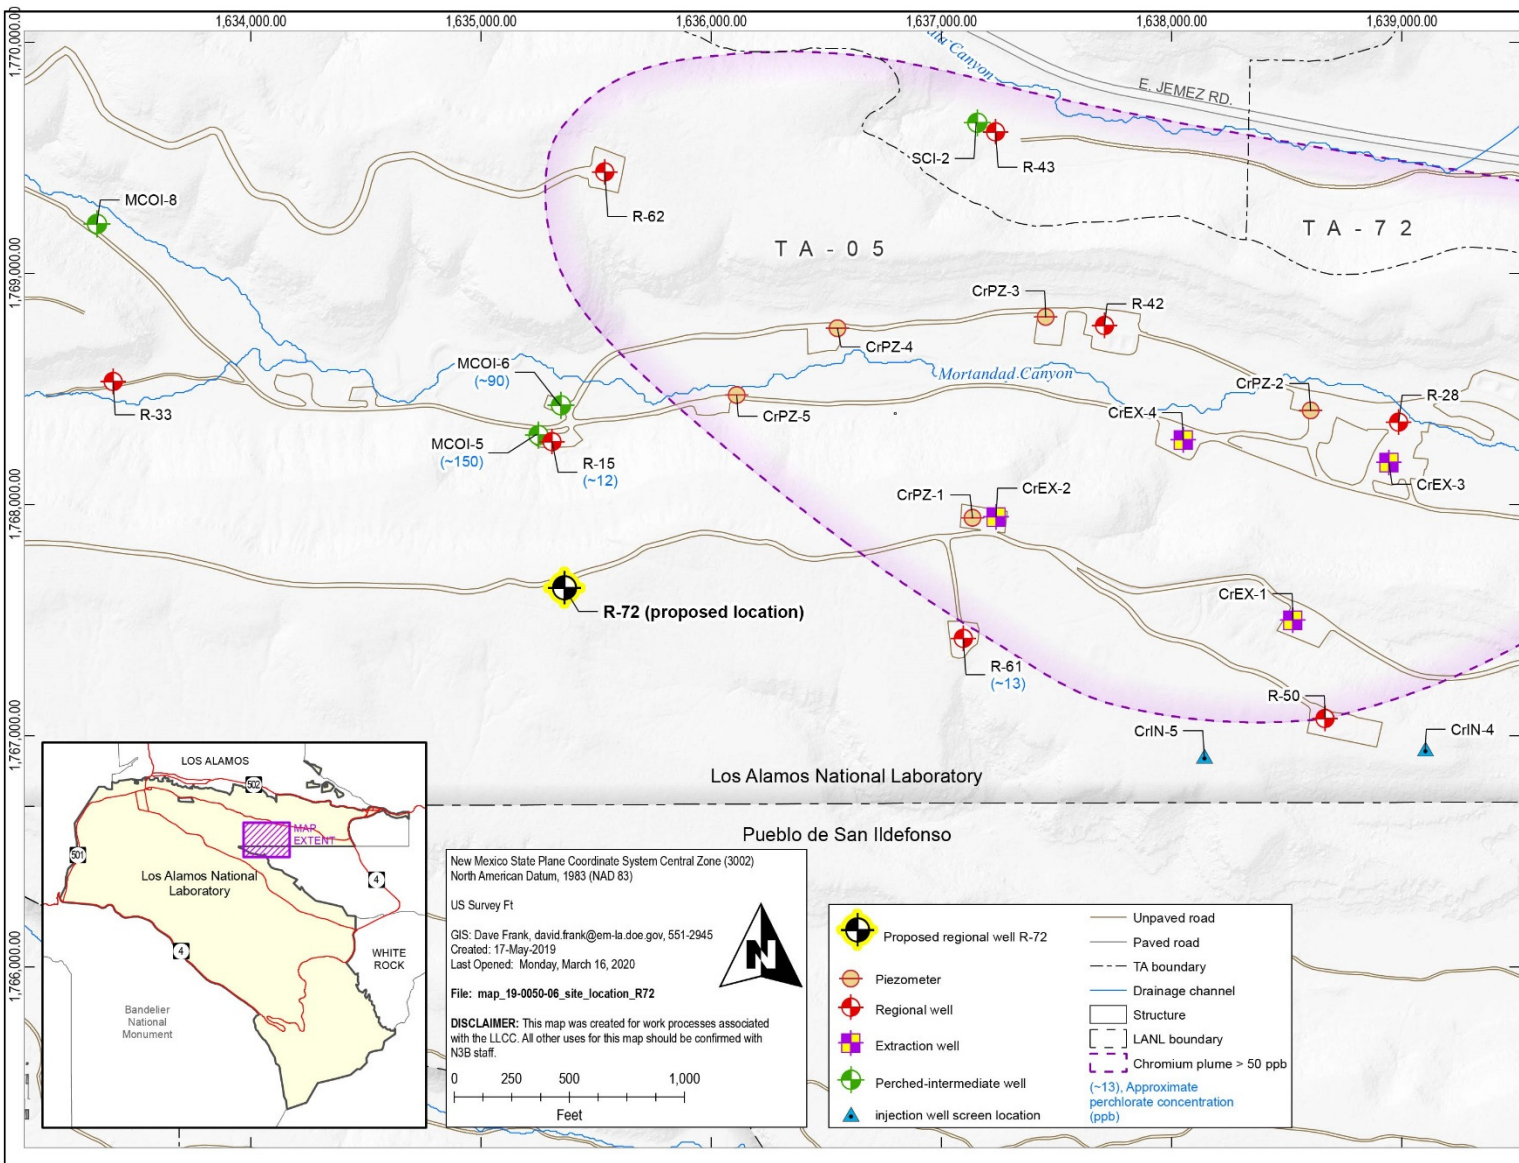 1,634,000.00
1,635,000.00
1,636,000.00
1,637,000.00
1,638,000.00
1,639,000.00
1,770,000.00
1,769,000.00
1,768,000.00
1,767,000.00
1,766,000.00
Canyon
E. JEMEZ RD.
SCI-2
R-43
MCOI-8
R-62
TA-05
TA-72
CrPZ-3
R-42
CrPZ-4
MCOI-6
(~90)
Mortandad Canyon
CrPZ-2
R-28
R-33
CrPZ-5
CrEX-4
MCOI-5
(~150)
R-15
(~12)
CrEX-3
CrPZ-1
CrEX-2
CrEX-1
R-72 (proposed location)
R-61
(~13)
R-50
CrIN-5
CrIN-4
Los Alamos National Laboratory
Pueblo de San Ildefonso
LOS ALAMOS
502
MAP
EXTENT
501
4
Los Alamos National
Laboratory
4
WHITE
ROCK
Bandelier
National
Monument
New Mexico State Plane Coordinate System Central Zone (3002)
North American Datum, 1983 (NAD 83)
US Survey Ft
GIS: Dave Frank, david.frank@em-la.doe.gov, 551-2945
Created: 17-May-2019
Last Opened: Monday, March 16, 2020
File: map_19-0050-06_site_location_R72
DISCLAIMER: This map was created for work processes associated
with the LLCC. All other uses for this map should be confirmed with
N3B staff.
N
0 250 500 1,000
Feet
Proposed regional well R-72
Piezometer
Regional well
Extraction well
Perched-intermediate well
injection well screen location
Unpaved road
Paved road
TA boundary
Drainage channel
Structure
LANL boundary
Chromium plume > 50 ppb
(~13), Approximate
perchlorate concentration
(ppb)